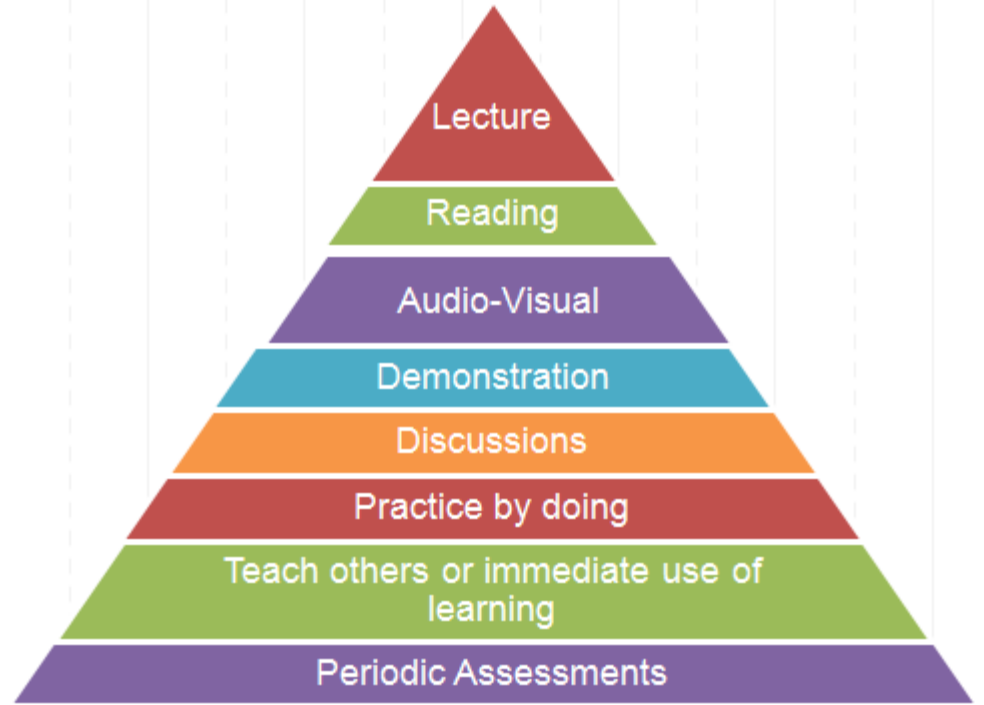 Lecture
Reading
Audio-Visual
Demonstration
Discussions
Practice by doing
Teach others or immediate use of
learning
Periodic Assessments